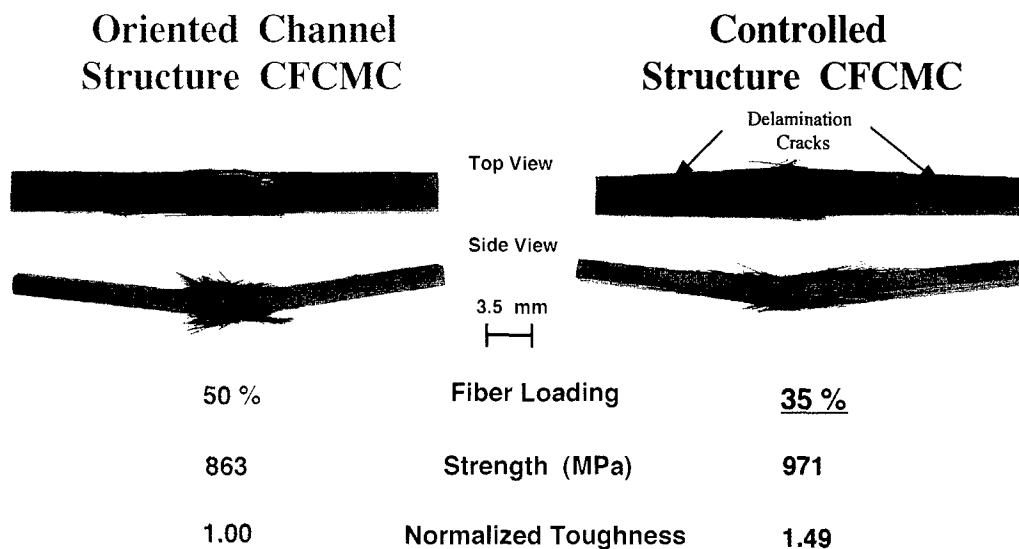 Oriented Channel
Structure CFCMC
Controlled
Structure CFCMC
Delamination
Cracks
Top View
Side View
3.5 mm
50 % Fiber Loading 35 %
863 Strength (MPa) 971
1.00 Normalized Toughness 1.49